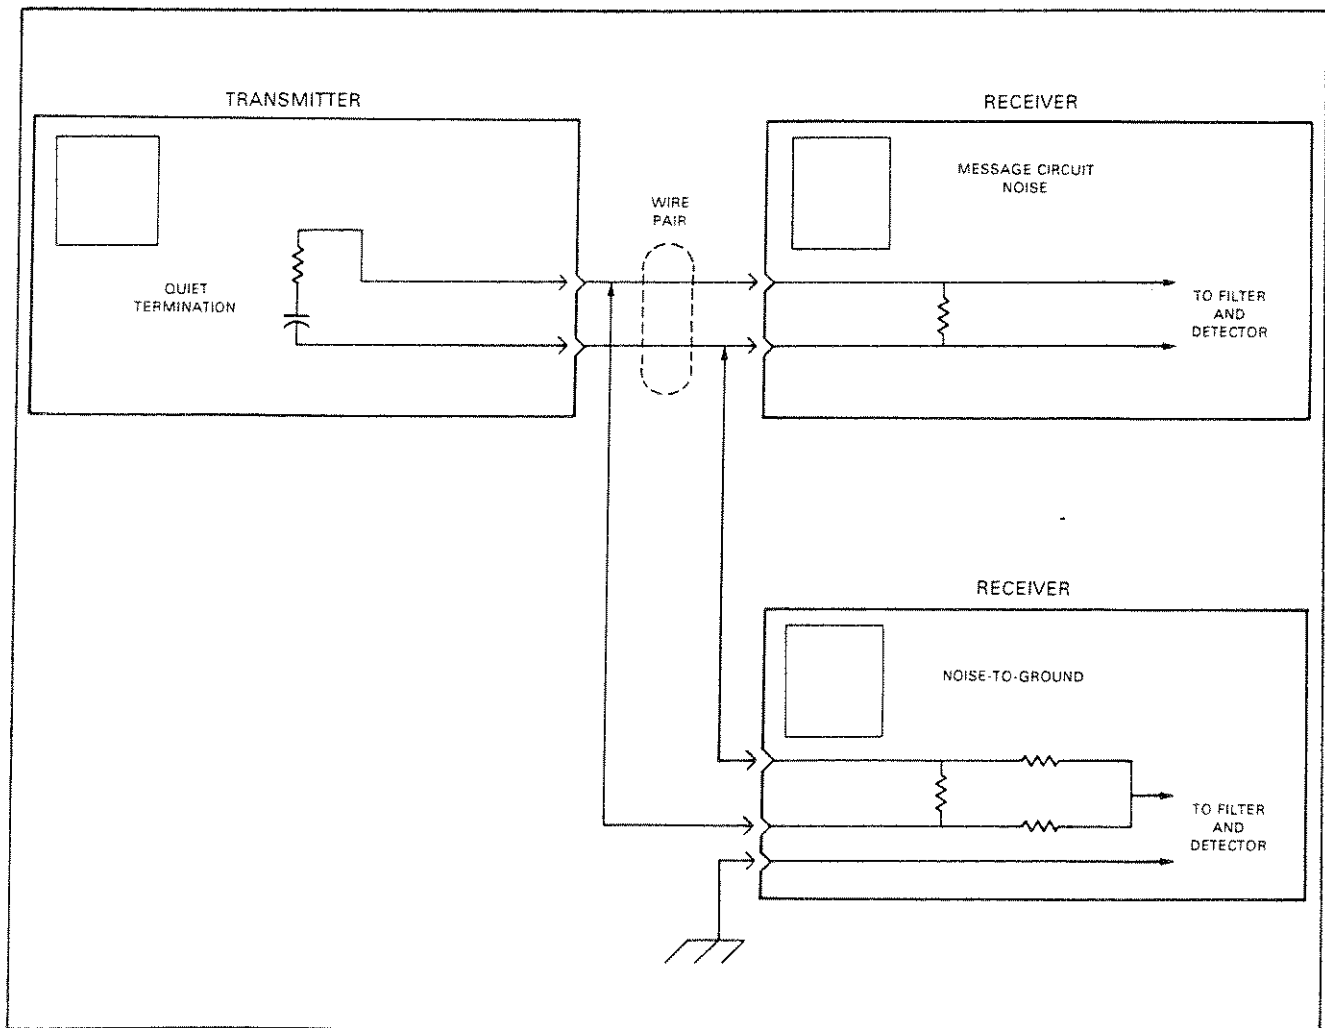 TRANSMITTER
RECEIVER
MESSAGE CIRCUIT
NOISE
WIRE
PAIR
QUIET
TERMINATION
TO FILTER
AND
DETECTOR
RECEIVER
NOISE-TO-GROUND
TO FILTER
AND
DETECTOR